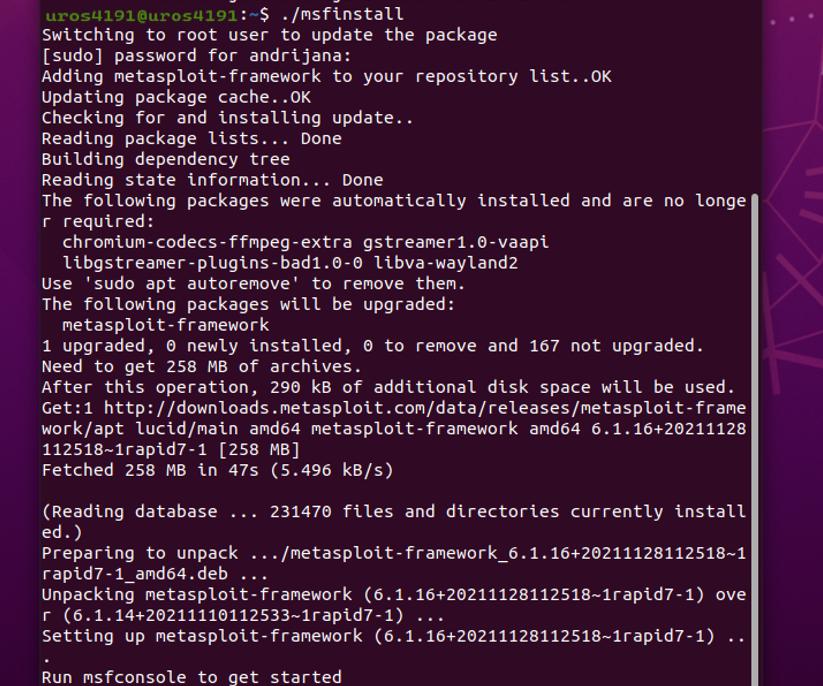 uros4191@uros4191:~$ ./msfinstall
Switching to root user to update the package
[sudo] password for andrijana:
Adding metasploit-framework to your repository list..OK
Updating package cache..OK
Checking for and installing update..
Reading package lists... Done
Building dependency tree
Reading state information... Done
The following packages were automatically installed and are no longe
r required:
  chromium-codecs-ffmpeg-extra gstreamer1.0-vaapi
  libgstreamer-plugins-bad1.0-0 libva-wayland2
Use 'sudo apt autoremove' to remove them.
The following packages will be upgraded:
  metasploit-framework
1 upgraded, 0 newly installed, 0 to remove and 167 not upgraded.
Need to get 258 MB of archives.
After this operation, 290 kB of additional disk space will be used.
Get:1 http://downloads.metasploit.com/data/releases/metasploit-frame
work/apt lucid/main amd64 metasploit-framework amd64 6.1.16+20211128
112518~1rapid7-1 [258 MB]
Fetched 258 MB in 47s (5.496 kB/s)
(Reading database ... 231470 files and directories currently install
ed.)
Preparing to unpack .../metasploit-framework_6.1.16+20211128112518~1
rapid7-1_amd64.deb ...
Unpacking metasploit-framework (6.1.16+20211128112518~1rapid7-1) ove
r (6.1.14+20211110112533~1rapid7-1) ...
Setting up metasploit-framework (6.1.16+20211128112518~1rapid7-1) ..
.
Run msfconsole to get started